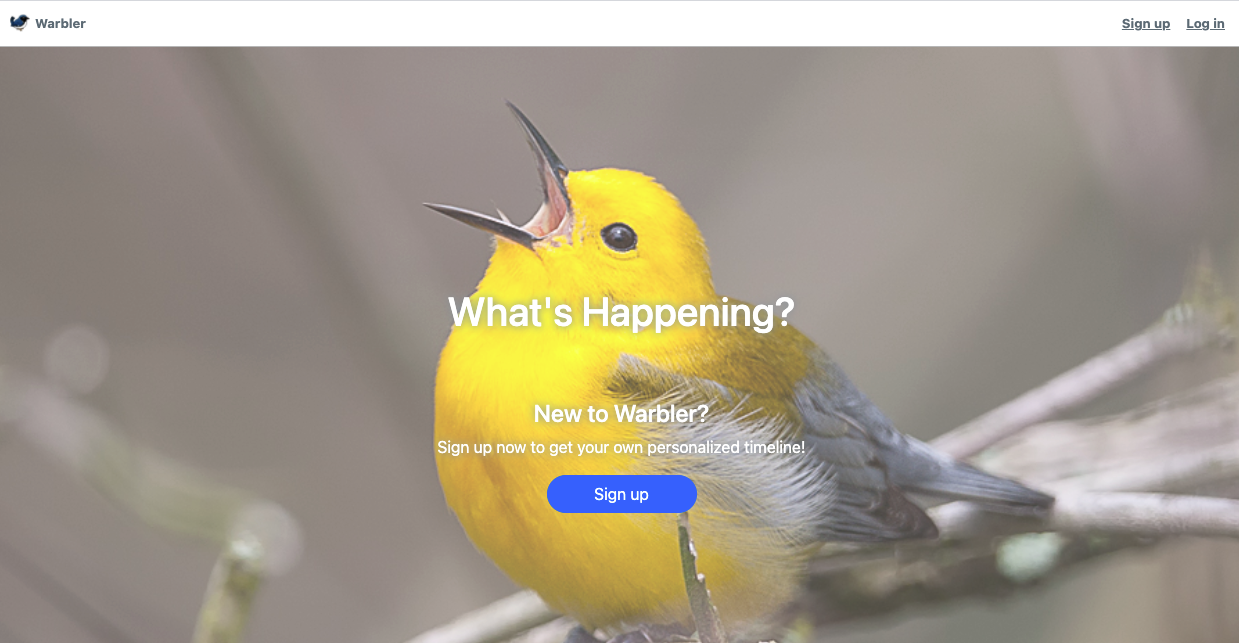 Warbler
Sign up
Log in
What's Happening?
New to Warbler?
Sign up now to get your own personalized timeline!
Sign up